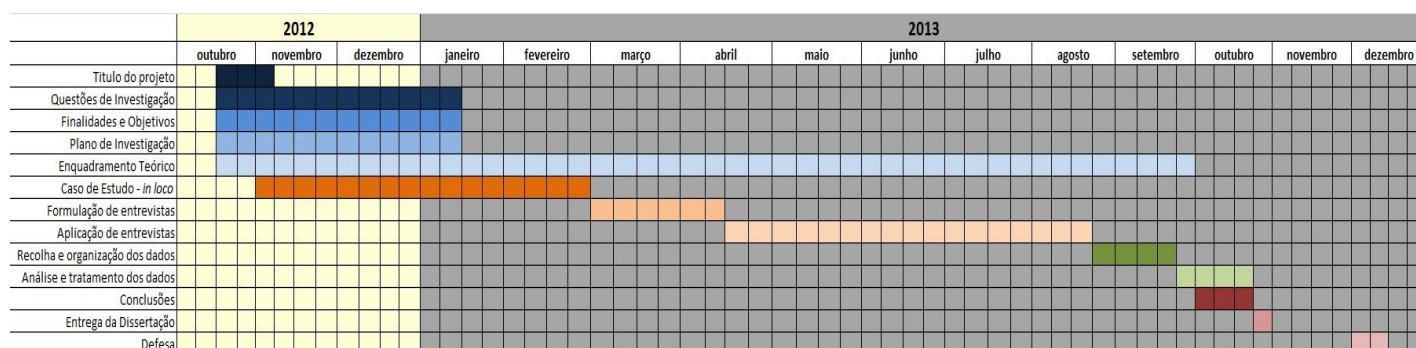 2012 2013
outubro novembro dezembro janeiro fevereiro março abril maio junho julho agosto setembro outubro novembro dezembro
Titulo do projeto
Questões de Investigação
Finalidades e Objetivos
Plano de Investigação
Enquadramento Teórico
Caso de Estudo - in loco
Formulação de entrevistas
Aplicação de entrevistas
Recolha e organização dos dados
Análise e tratamento dos dados
Conclusões
Entrega da Dissertação
Defesa